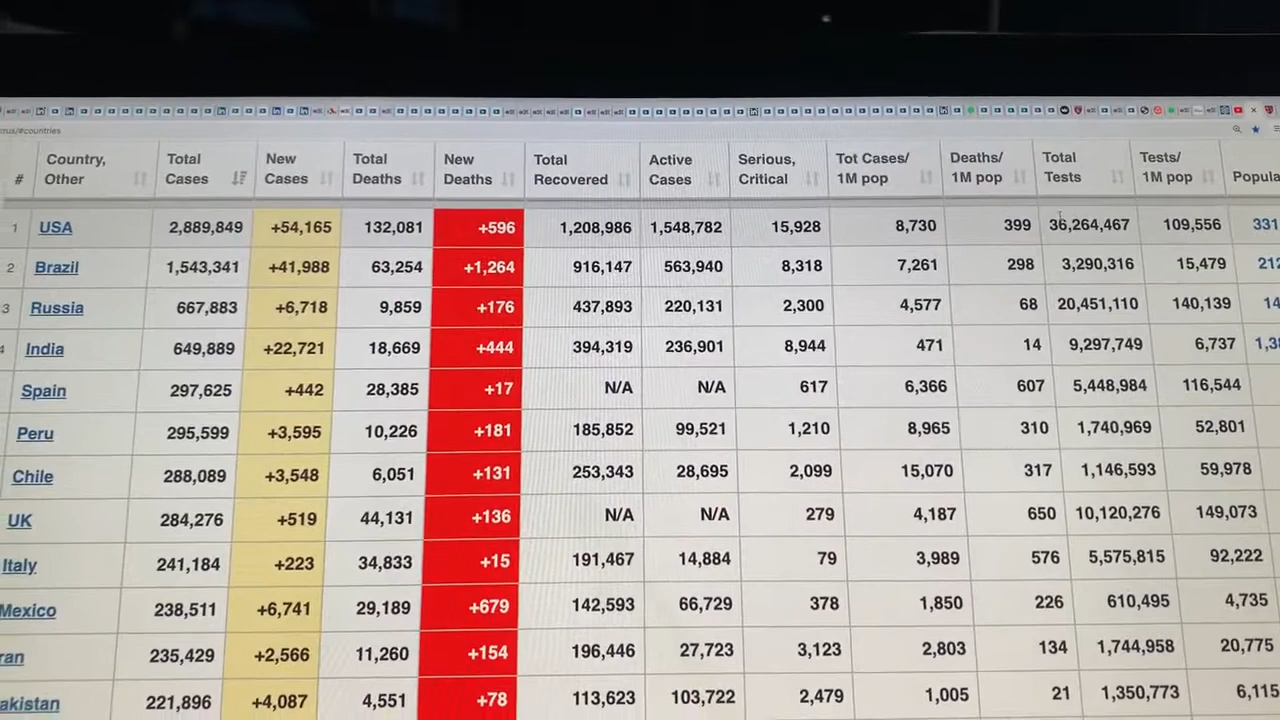 rus/#countries
# Country, Other Total Cases New Cases Total Deaths New Deaths Total Recovered Active Cases Serious, Critical Tot Cases/ 1M pop Deaths/ 1M pop Total Tests Tests/ 1M pop Popula
1 USA 2,889,849 +54,165 132,081 +596 1,208,986 1,548,782 15,928 8,730 399 36,264,467 109,556 331
2 Brazil 1,543,341 +41,988 63,254 +1,264 916,147 563,940 8,318 7,261 298 3,290,316 15,479 212
3 Russia 667,883 +6,718 9,859 +176 437,893 220,131 2,300 4,577 68 20,451,110 140,139 14
4 India 649,889 +22,721 18,669 +444 394,319 236,901 8,944 471 14 9,297,749 6,737 1,38
Spain 297,625 +442 28,385 +17 N/A N/A 617 6,366 607 5,448,984 116,544
Peru 295,599 +3,595 10,226 +181 185,852 99,521 1,210 8,965 310 1,740,969 52,801
Chile 288,089 +3,548 6,051 +131 253,343 28,695 2,099 15,070 317 1,146,593 59,978
UK 284,276 +519 44,131 +136 N/A N/A 279 4,187 650 10,120,276 149,073
Italy 241,184 +223 34,833 +15 191,467 14,884 79 3,989 576 5,575,815 92,222
Mexico 238,511 +6,741 29,189 +679 142,593 66,729 378 1,850 226 610,495 4,735
ran 235,429 +2,566 11,260 +154 196,446 27,723 3,123 2,803 134 1,744,958 20,775
akistan 221,896 +4,087 4,551 +78 113,623 103,722 2,479 1,005 21 1,350,773 6,115